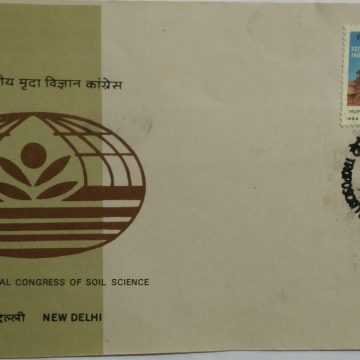 ीय मृदा विज्ञान कांग्रेस
AL CONGRESS OF SOIL SCIENCE
दिल्ली NEW DELHI